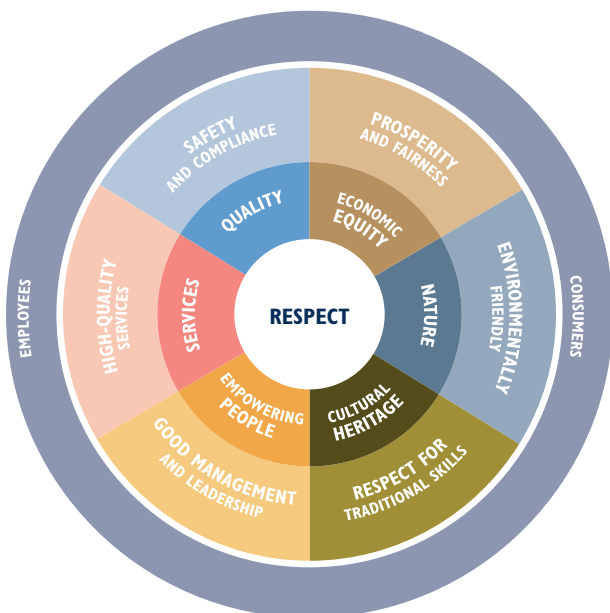 SAFETY
AND COMPLIANCE
PROSPERITY
AND FAIRNESS
QUALITY
ECONOMIC
EQUITY
EMPLOYEES
HIGH-QUALITY
SERVICES
SERVICES
RESPECT
NATURE
ENVIRONMENTALLY
FRIENDLY
CONSUMERS
EMPOWERING
PEOPLE
CULTURAL
HERITAGE
GOOD MANAGEMENT
AND LEADERSHIP
RESPECT FOR
TRADITIONAL SKILLS